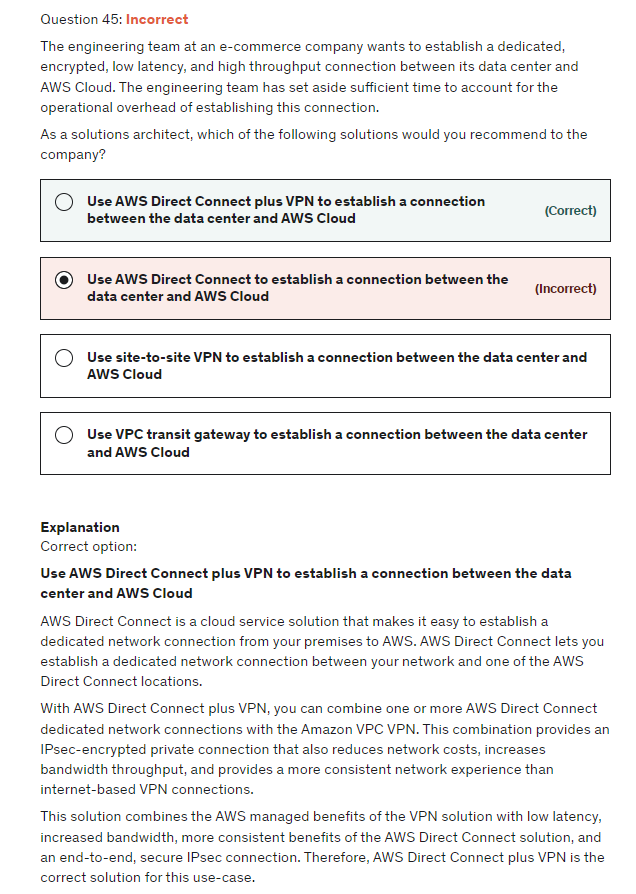 Question 45: Incorrect
The engineering team at an e-commerce company wants to establish a dedicated,
encrypted, low latency, and high throughput connection between its data center and
AWS Cloud. The engineering team has set aside sufficient time to account for the
operational overhead of establishing this connection.
As a solutions architect, which of the following solutions would you recommend to the
company?
Use AWS Direct Connect plus VPN to establish a connection
between the data center and AWS Cloud
(Correct)
Use AWS Direct Connect to establish a connection between the
data center and AWS Cloud
(Incorrect)
Use site-to-site VPN to establish a connection between the data center and
AWS Cloud
Use VPC transit gateway to establish a connection between the data center
and AWS Cloud
Explanation
Correct option:
Use AWS Direct Connect plus VPN to establish a connection between the data
center and AWS Cloud
AWS Direct Connect is a cloud service solution that makes it easy to establish a
dedicated network connection from your premises to AWS. AWS Direct Connect lets you
establish a dedicated network connection between your network and one of the AWS
Direct Connect locations.
With AWS Direct Connect plus VPN, you can combine one or more AWS Direct Connect
dedicated network connections with the Amazon VPC VPN. This combination provides an
IPsec-encrypted private connection that also reduces network costs, increases
bandwidth throughput, and provides a more consistent network experience than
internet-based VPN connections.
This solution combines the AWS managed benefits of the VPN solution with low latency,
increased bandwidth, more consistent benefits of the AWS Direct Connect solution, and
an end-to-end, secure IPsec connection. Therefore, AWS Direct Connect plus VPN is the
correct solution for this use-case.